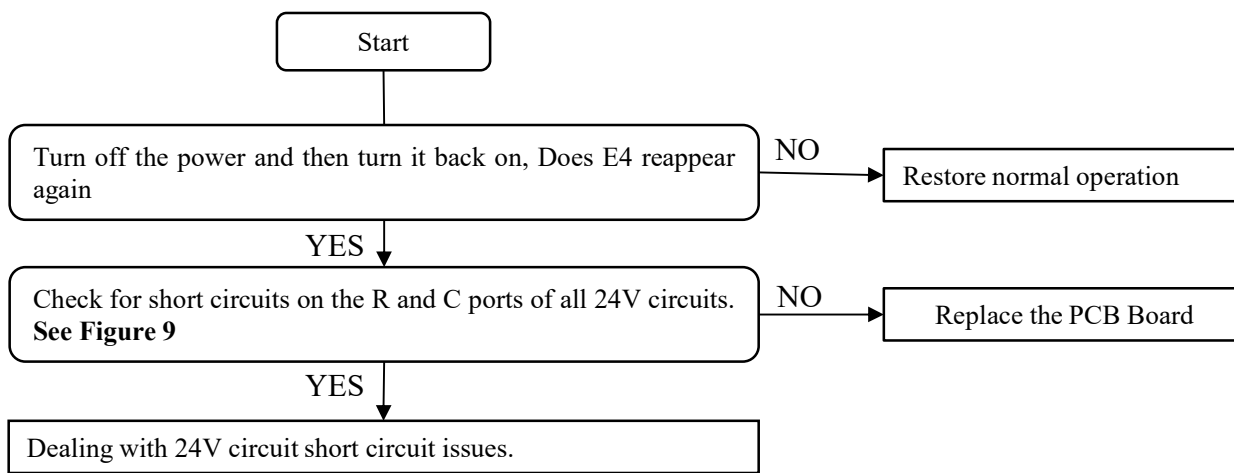 Start
Turn off the power and then turn it back on, Does E4 reappear
again
NO
Restore normal operation
YES
Check for short circuits on the R and C ports of all 24V circuits.
See Figure 9
NO
Replace the PCB Board
YES
Dealing with 24V circuit short circuit issues.